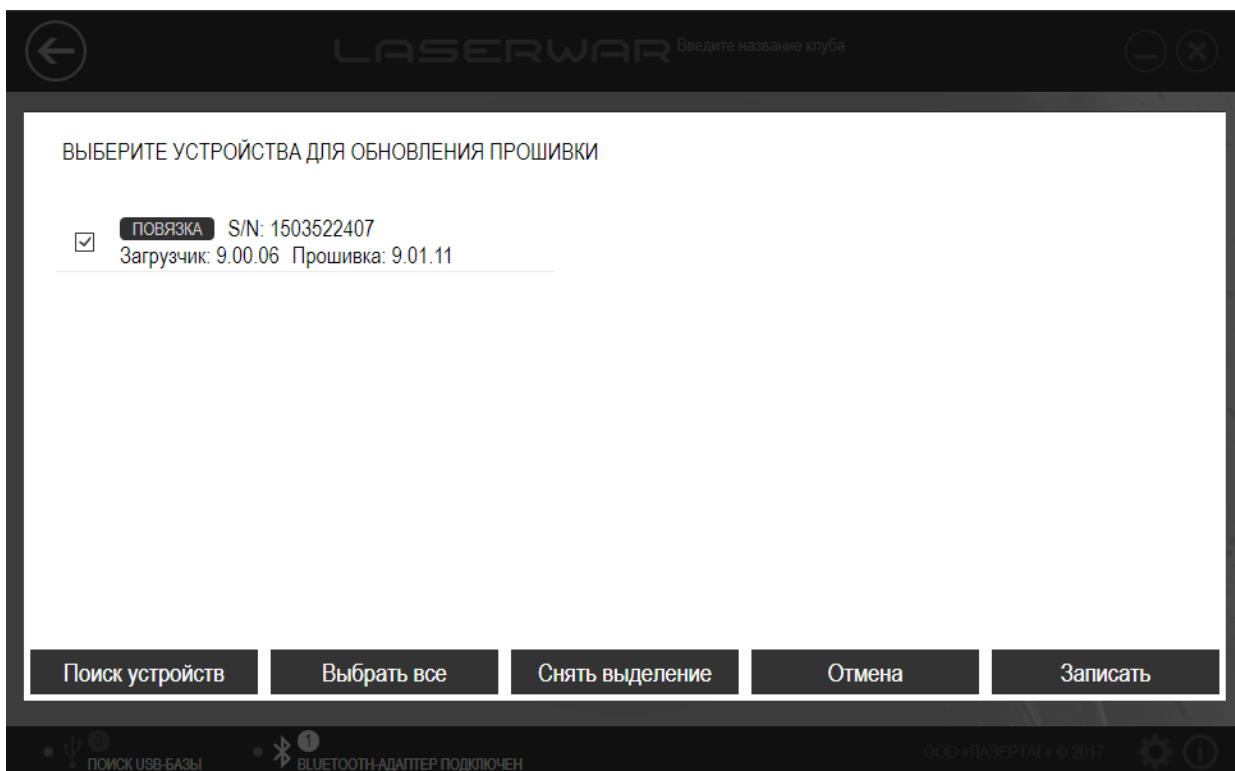 LASERWAR Введите название клуба
ВЫБЕРИТЕ УСТРОЙСТВА ДЛЯ ОБНОВЛЕНИЯ ПРОШИВКИ
ПОВЯЗКА S/N: 1503522407
Загрузчик: 9.00.06 Прошивка: 9.01.11
Поиск устройств Выбрать все Снять выделение Отмена Записать
0 ПОИСК USB-БАЗЫ 1 BLUETOOTH-АДАПТЕР ПОДКЛЮЧЕН ООО «ЛАЗЕРТАГ» © 2017